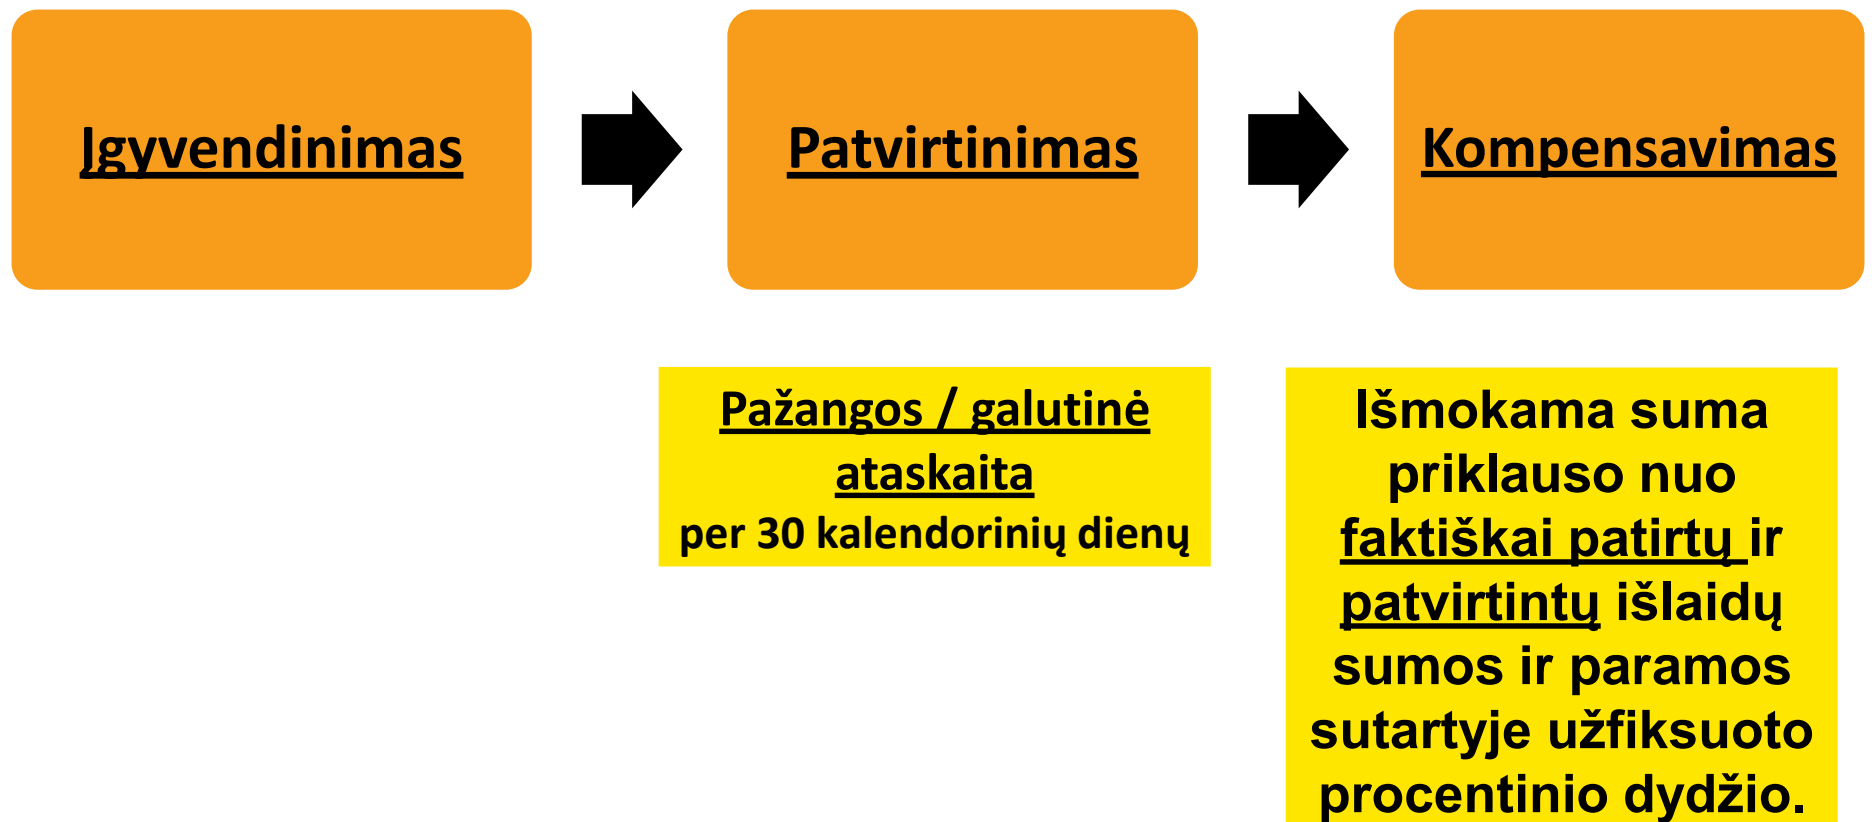 Įgyvendinimas
Patvirtinimas
Kompensavimas
Pažangos / galutinė
ataskaita
per 30 kalendorinių dienų
Išmokama suma
priklauso nuo
faktiškai patirtų ir
patvirtintų išlaidų
sumos ir paramos
sutartyje užfiksuoto
procentinio dydžio.